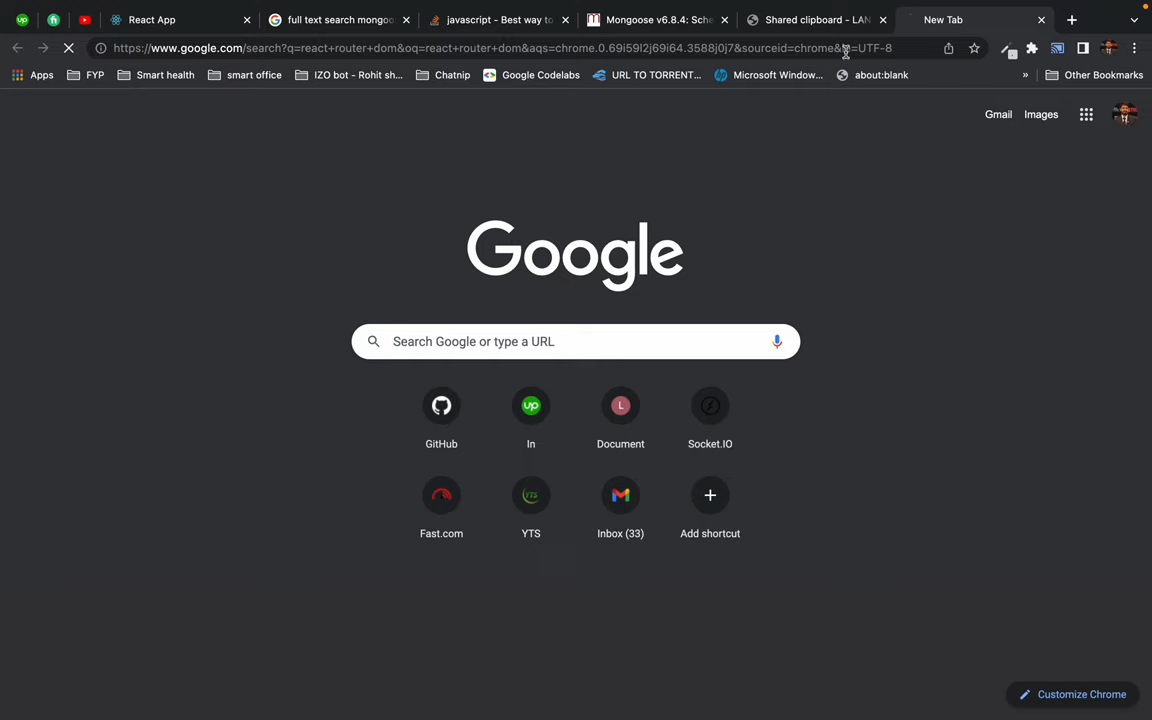 React App
full text search mongoo
javascript - Best way to
Mongoose v6.8.4: Sche
Shared clipboard - LAN
New Tab
https://www.google.com/search?q=react+router+dom&oq=react+router+dom&aqs=chrome.0.69i59l2j69i64.3588j0j7&sourceid=chrome&ie=UTF-8
Apps
FYP
Smart health
smart office
IZO bot - Rohit sh...
Chatnip
Google Codelabs
URL TO TORRENT...
Microsoft Window...
about:blank
»
Other Bookmarks
Gmail
Images
Google
Search Google or type a URL
GitHub
In
Document
Socket.IO
Fast.com
YTS
Inbox (33)
Add shortcut
Customize Chrome